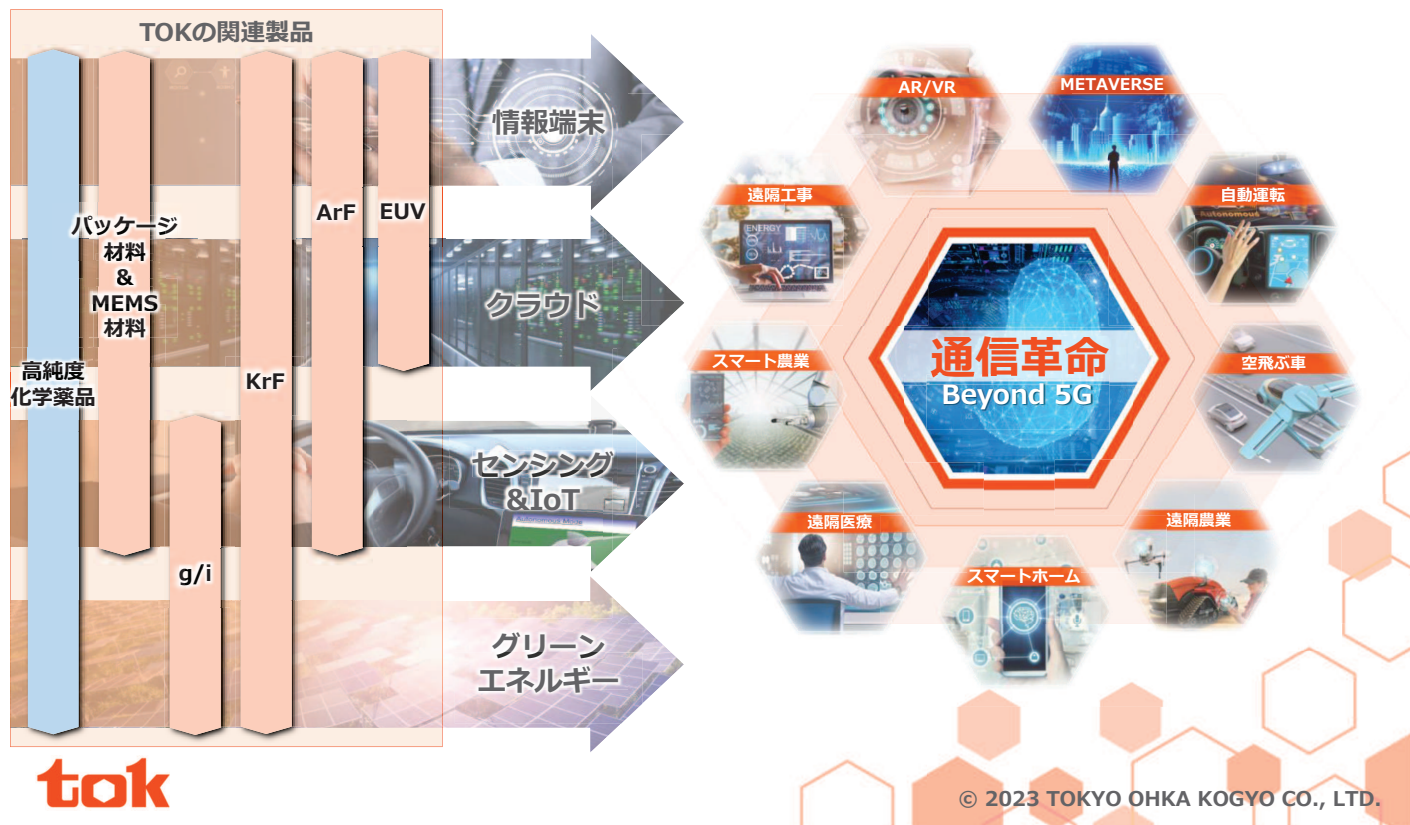 TOKの関連製品
情報端末
クラウド
センシング
&IoT
グリーン
エネルギー
高純度
化学薬品
パッケージ
材料
&
MEMS
材料
g/i
KrF
ArF
EUV
AR/VR
METAVERSE
遠隔工事
自動運転
Autonomous
ENERGY
スマート農業
空飛ぶ車
通信革命
Beyond 5G
遠隔医療
遠隔農業
スマートホーム
Autonomous Mode
tok
© 2023 TOKYO OHKA KOGYO CO., LTD.